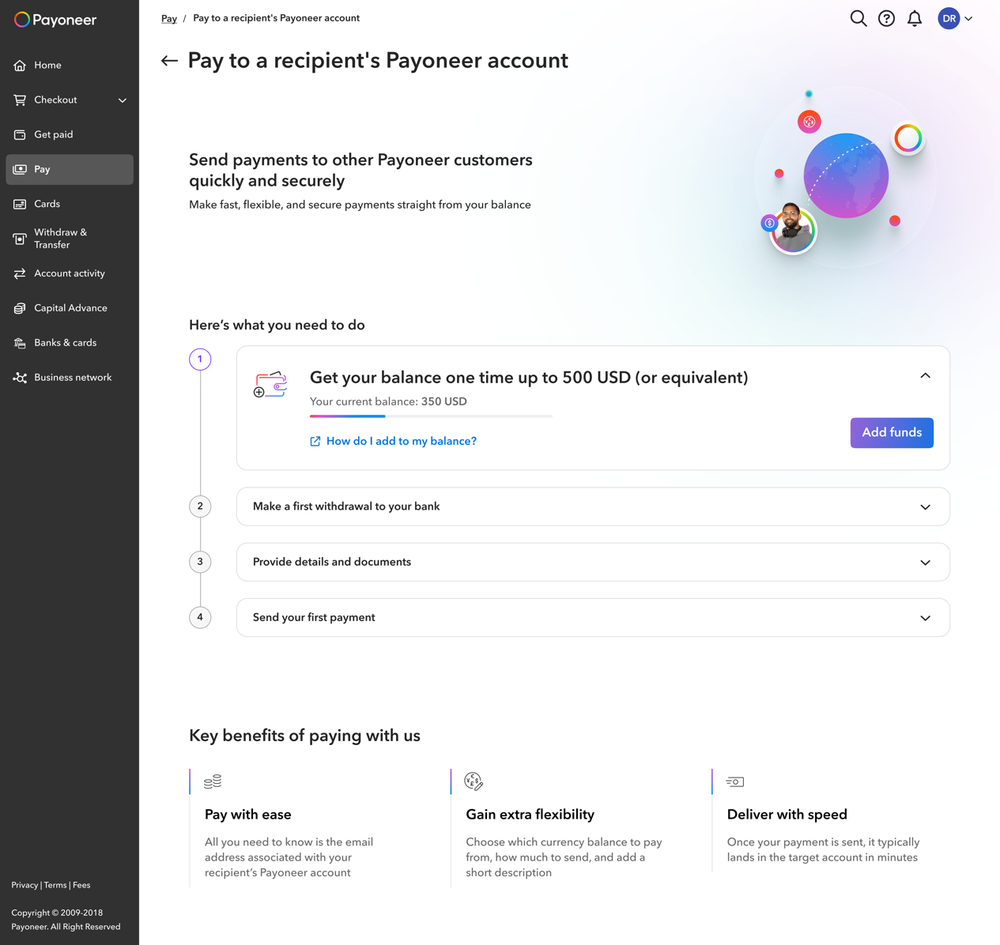 Payoneer
Pay / Pay to a recipient's Payoneer account
DR
Home
Checkout
Get paid
Pay
Cards
Withdraw &
Transfer
Account activity
Capital Advance
Banks & cards
Business network
Privacy | Terms | Fees
Copyright © 2009-2018
Payoneer. All Right Reserved
Pay to a recipient's Payoneer account
Send payments to other Payoneer customers
quickly and securely
Make fast, flexible, and secure payments straight from your balance
Here’s what you need to do
1
Get your balance one time up to 500 USD (or equivalent)
Your current balance: 350 USD
How do I add to my balance?
Add funds
2
Make a first withdrawal to your bank
3
Provide details and documents
4
Send your first payment
Key benefits of paying with us
Pay with ease
All you need to know is the email
address associated with your
recipient’s Payoneer account
Gain extra flexibility
Choose which currency balance to pay
from, how much to send, and add a
short description
Deliver with speed
Once your payment is sent, it typically
lands in the target account in minutes